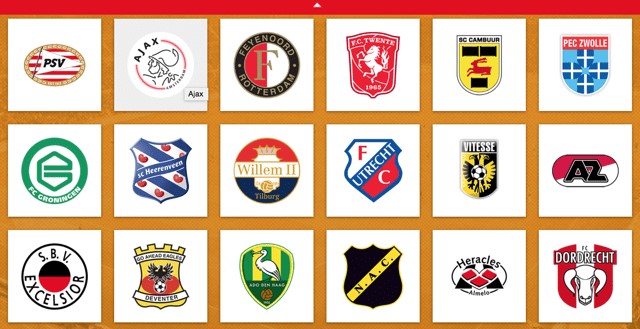 PSV
AJAX
AMSTERDAM
Ajax
FEYENOORD
ROTTERDAM
F
F.C. TWENTE
1965
SC CAMBUUR
PEC ZWOLLE
FC GRONINGEN
sc Heerenveen
Willem II
Tilburg
F
UTRECHT
C
VITESSE
AZ
S.B.V.
EXCELSIOR
GO AHEAD EAGLES
DEVENTER
ADO DEN HAAG
N.A.C.
Heracles
Almelo
FC
DORDRECHT